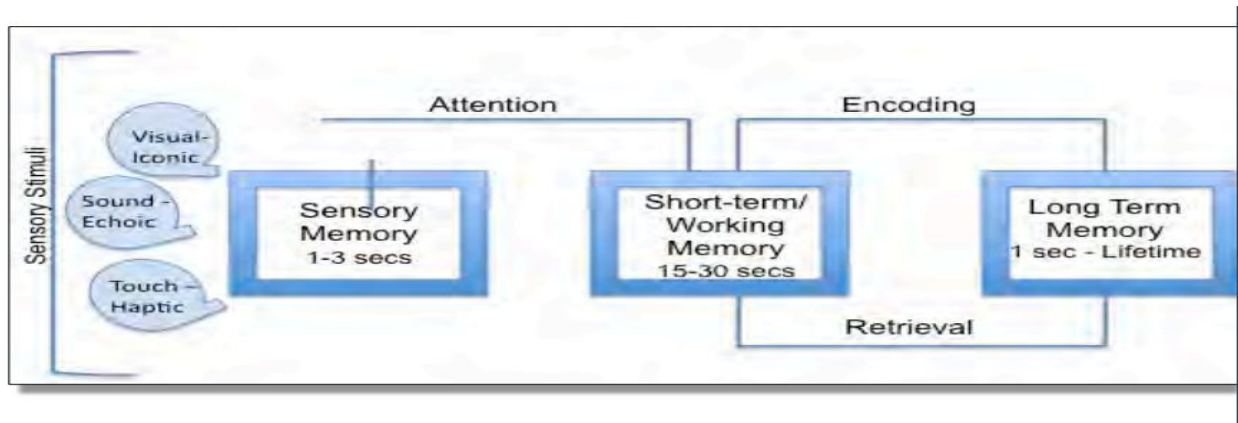 Sensory Stimuli
Visual-
Iconic
Sound -
Echoic
Touch -
Haptic
Attention
Encoding
Sensory
Memory
1-3 secs
Short-term/
Working
Memory
15-30 secs
Long Term
Memory
1 sec - Lifetime
Retrieval